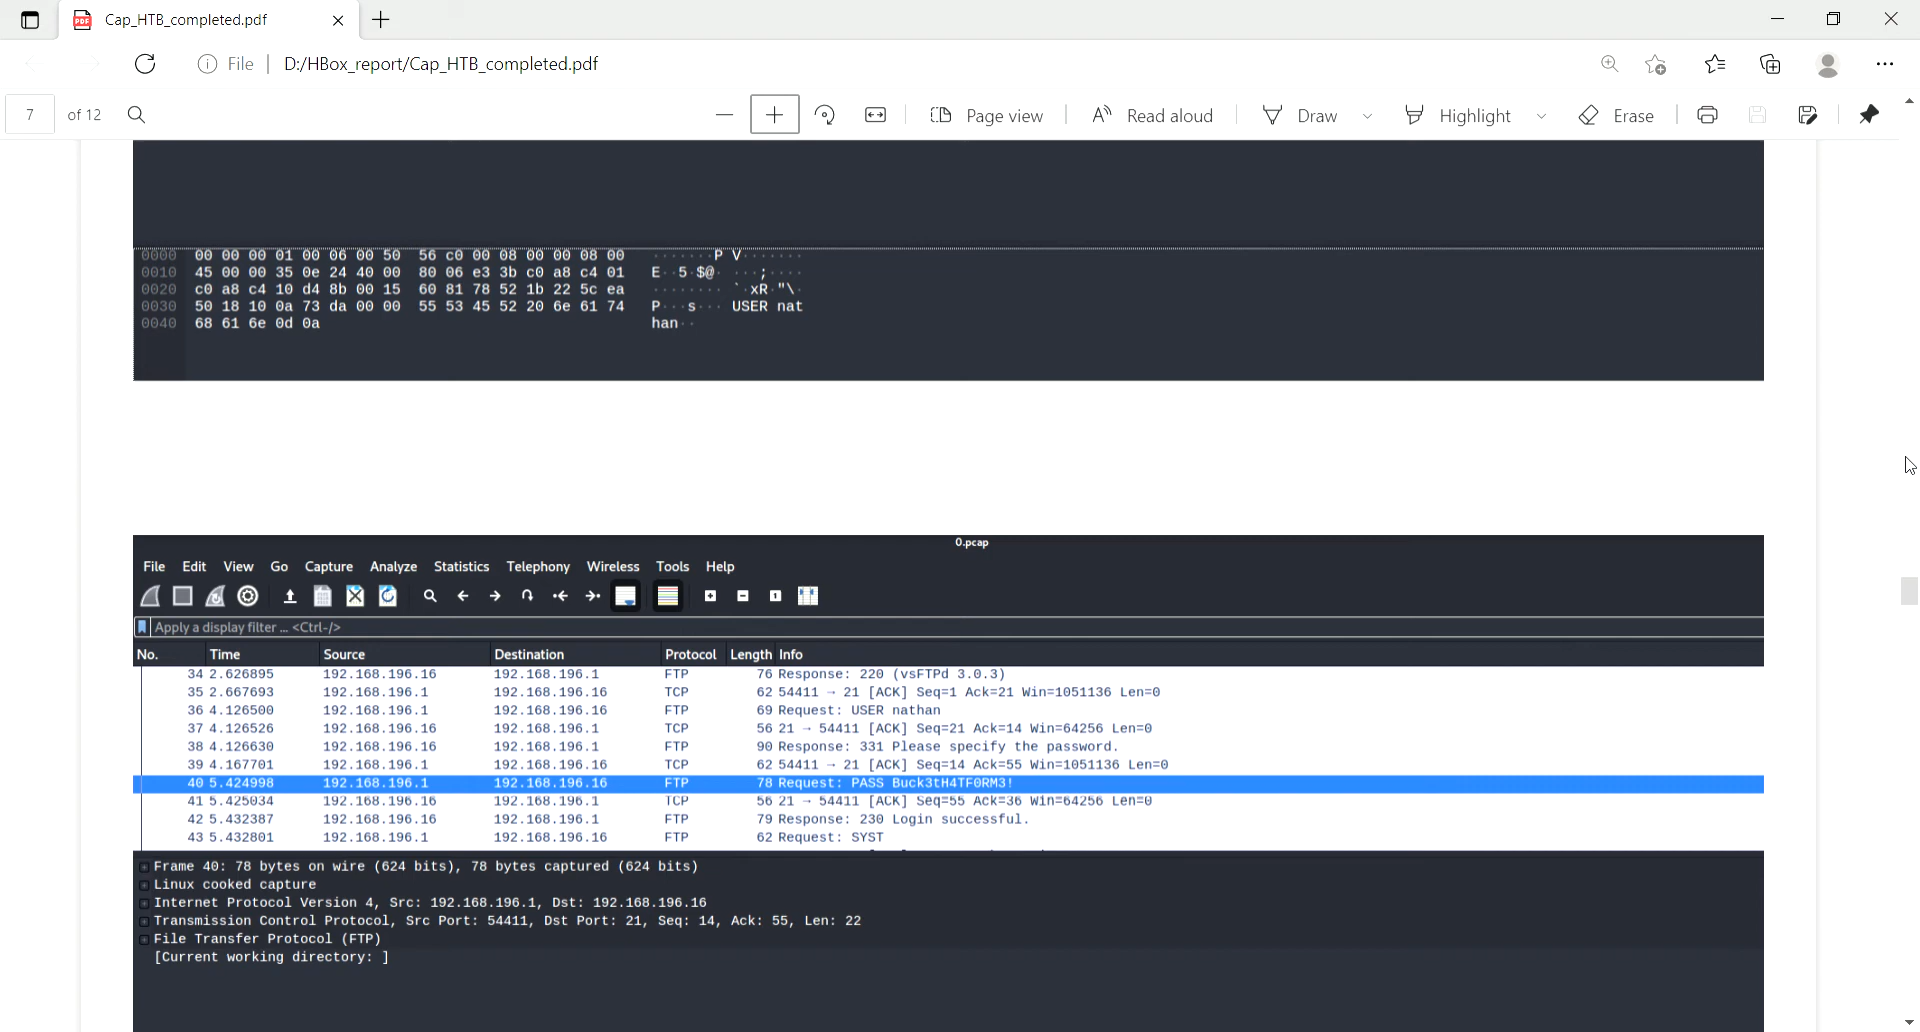 Cap_HTB_completed.pdf
File D:/HBox_report/Cap_HTB_completed.pdf
7 of 12 Page view Read aloud Draw Highlight Erase
0000 00 00 00 01 00 06 00 50 56 c0 00 08 00 00 08 00 ·······P V·······
0010 45 00 00 35 0e 24 40 00 80 06 e3 3b c0 a8 c4 01 E··5·$@· ···;····
0020 c0 a8 c4 10 d4 8b 00 15 60 81 78 52 1b 22 5c ea ········ `·xR·"\·
0030 50 18 10 0a 73 da 00 00 55 53 45 52 20 6e 61 74 P···s··· USER nat
0040 68 61 6e 0d 0a han··
0.pcap
File Edit View Go Capture Analyze Statistics Telephony Wireless Tools Help
Apply a display filter ... <Ctrl-/>
No. Time Source Destination Protocol Length Info
34 2.626895 192.168.196.16 192.168.196.1 FTP 76 Response: 220 (vsFTPd 3.0.3)
35 2.667693 192.168.196.1 192.168.196.16 TCP 62 54411 → 21 [ACK] Seq=1 Ack=21 Win=1051136 Len=0
36 4.126500 192.168.196.1 192.168.196.16 FTP 69 Request: USER nathan
37 4.126526 192.168.196.16 192.168.196.1 TCP 56 21 → 54411 [ACK] Seq=21 Ack=14 Win=64256 Len=0
38 4.126630 192.168.196.16 192.168.196.1 FTP 90 Response: 331 Please specify the password.
39 4.167701 192.168.196.1 192.168.196.16 TCP 62 54411 → 21 [ACK] Seq=14 Ack=55 Win=1051136 Len=0
40 5.424998 192.168.196.1 192.168.196.16 FTP 78 Request: PASS Buck3tH4TF0RM3!
41 5.425034 192.168.196.16 192.168.196.1 TCP 56 21 → 54411 [ACK] Seq=55 Ack=36 Win=64256 Len=0
42 5.432387 192.168.196.16 192.168.196.1 FTP 79 Response: 230 Login successful.
43 5.432801 192.168.196.1 192.168.196.16 FTP 62 Request: SYST
Frame 40: 78 bytes on wire (624 bits), 78 bytes captured (624 bits)
Linux cooked capture
Internet Protocol Version 4, Src: 192.168.196.1, Dst: 192.168.196.16
Transmission Control Protocol, Src Port: 54411, Dst Port: 21, Seq: 14, Ack: 55, Len: 22
File Transfer Protocol (FTP)
[Current working directory: ]